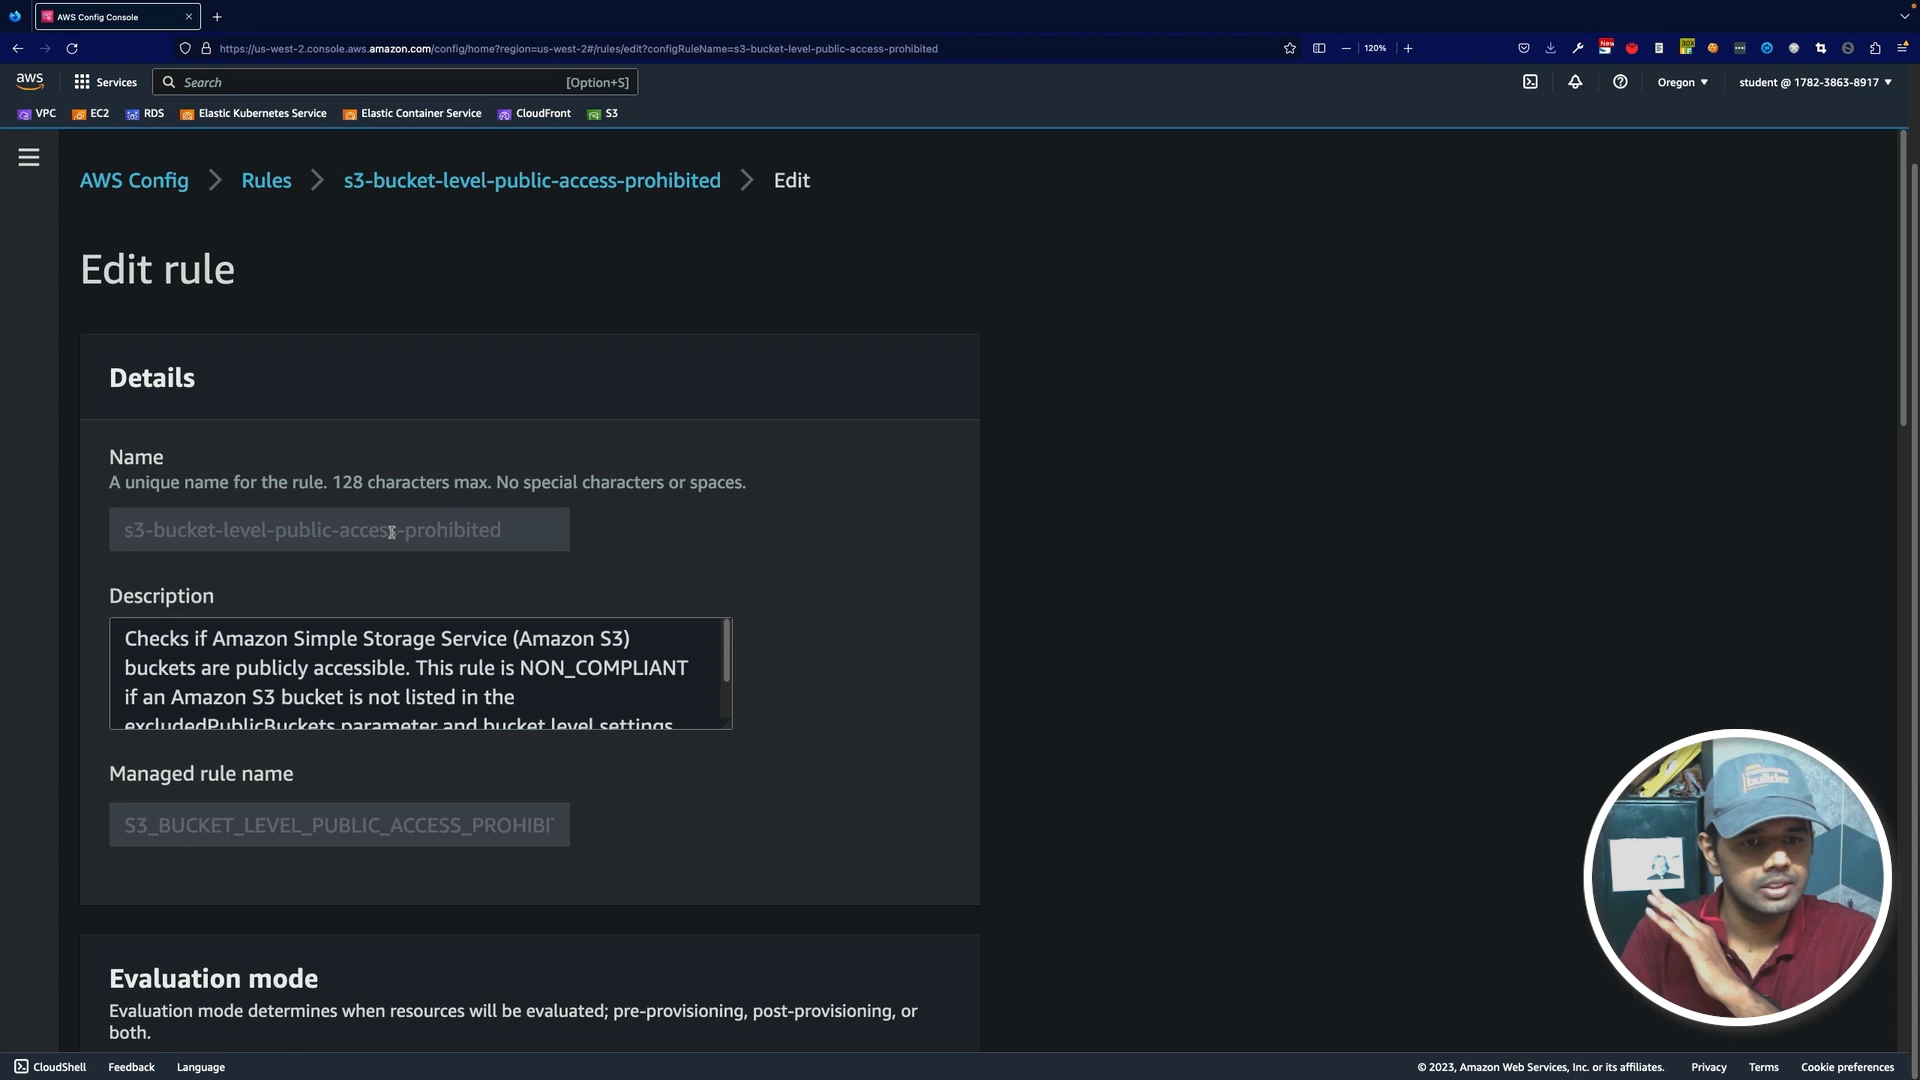 AWS Config Console
https://us-west-2.console.aws.amazon.com/config/home?region=us-west-2#/rules/edit?configRuleName=s3-bucket-level-public-access-prohibited
120%
New
30X
aws
Services
Search
[Option+S]
Oregon
student @ 1782-3863-8917
VPC
EC2
RDS
Elastic Kubernetes Service
Elastic Container Service
CloudFront
S3
AWS Config
Rules
s3-bucket-level-public-access-prohibited
Edit
Edit rule
Details
Name
A unique name for the rule. 128 characters max. No special characters or spaces.
s3-bucket-level-public-access-prohibited
Description
Checks if Amazon Simple Storage Service (Amazon S3)
buckets are publicly accessible. This rule is NON_COMPLIANT
if an Amazon S3 bucket is not listed in the
excludedPublicBuckets parameter and bucket level settings
Managed rule name
S3_BUCKET_LEVEL_PUBLIC_ACCESS_PROHIBI
Evaluation mode
Evaluation mode determines when resources will be evaluated; pre-provisioning, post-provisioning, or
both.
builder
CloudShell
Feedback
Language
© 2023, Amazon Web Services, Inc. or its affiliates.
Privacy
Terms
Cookie preferences